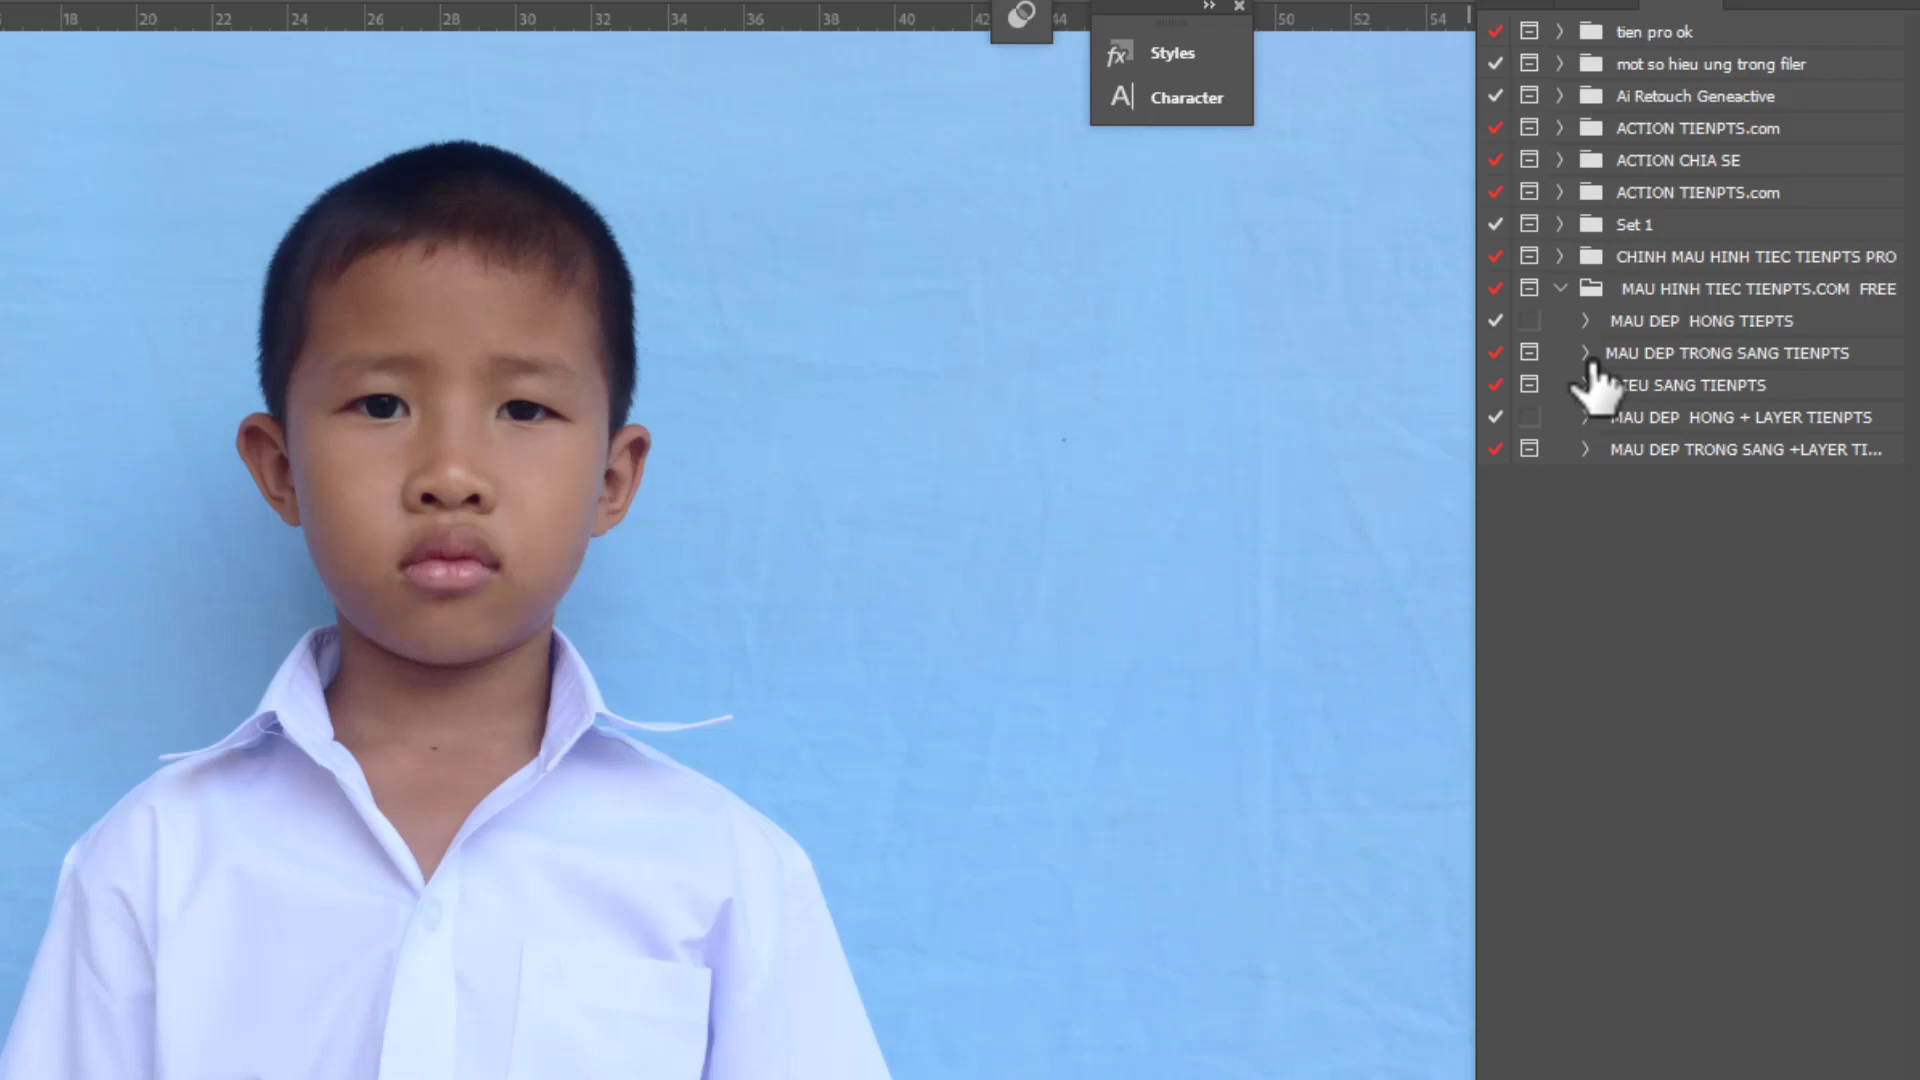 18 20 22 24 26 28 30 32 34 36 38 40 42 44 50 52 54
Styles
Character
tien pro ok
mot so hieu ung trong filer
Ai Retouch Geneactive
ACTION TIENPTS.com
ACTION CHIA SE
ACTION TIENPTS.com
Set 1
CHINH MAU HINH TIEC TIENPTS PRO
MAU HINH TIEC TIENPTS.COM FREE
MAU DEP HONG TIEPTS
MAU DEP TRONG SANG TIENPTS
SANG TIENPTS
MAU DEP HONG + LAYER TIENPTS
MAU DEP TRONG SANG +LAYER TI...